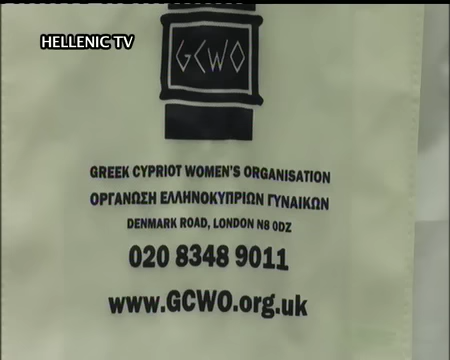 HELLENIC TV
GCWO
GREEK CYPRIOT WOMEN'S ORGANISATION
ΟΡΓΑΝΩΣΗ ΕΛΛΗΝΟΚΥΠΡΙΩΝ ΓΥΝΑΙΚΩΝ
DENMARK ROAD, LONDON N8 0DZ
020 8348 9011
www.GCWO.org.uk